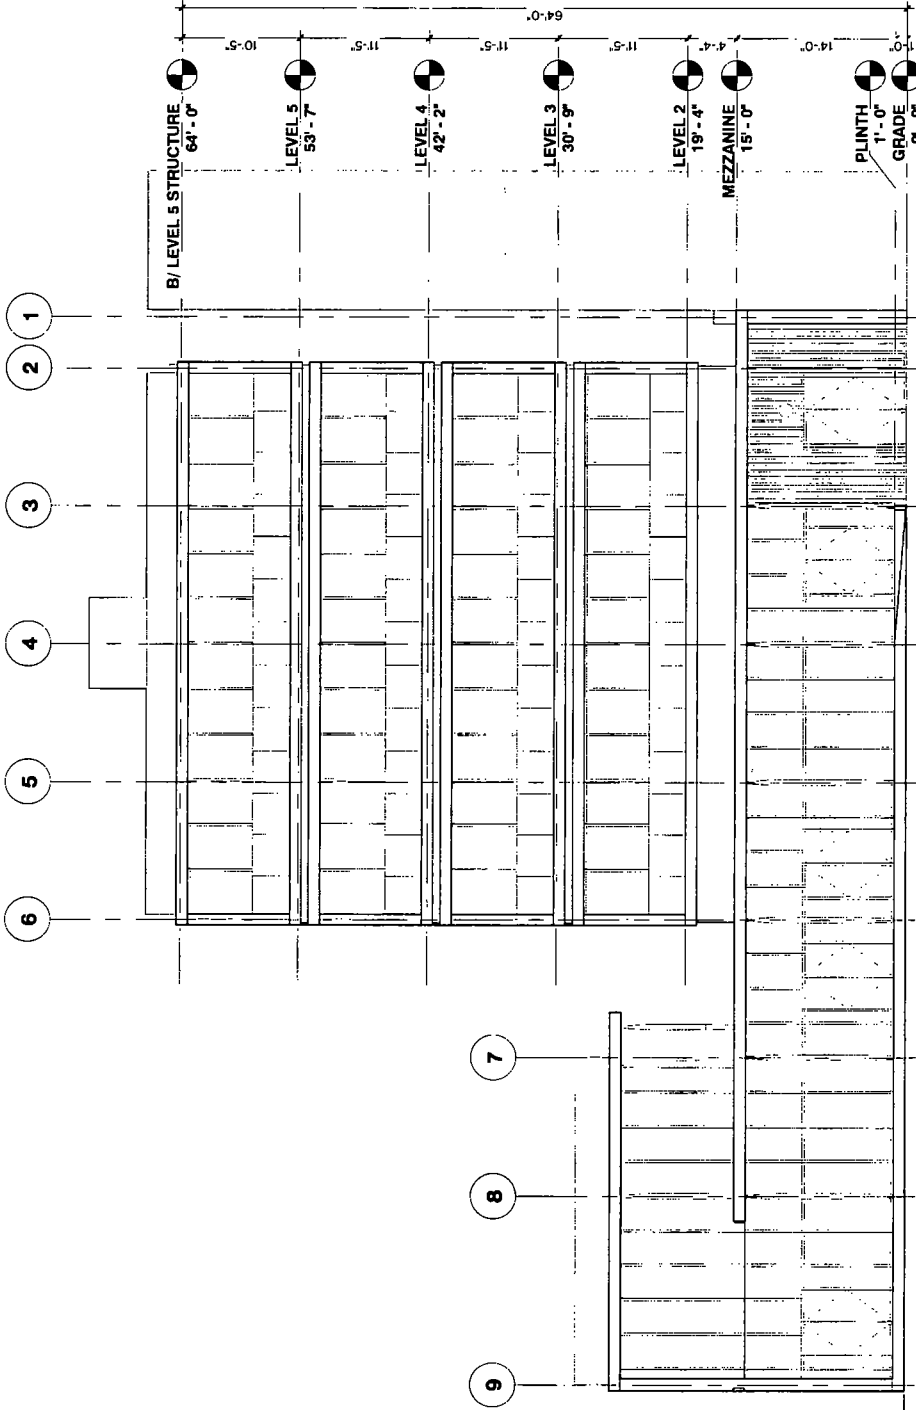 64'-0"
10'-5"
11'-5"
11'-5"
11'-5"
4'-4"
14'-0"
1'-0"
B/ LEVEL 5 STRUCTURE
64' - 0"
LEVEL 5
53' - 7"
LEVEL 4
42' - 2"
LEVEL 3
30' - 9"
LEVEL 2
19' - 4"
MEZZANINE
15' - 0"
PLINTH
1' - 0"
GRADE
0' - 0"
1
2
3
4
5
6
7
8
9